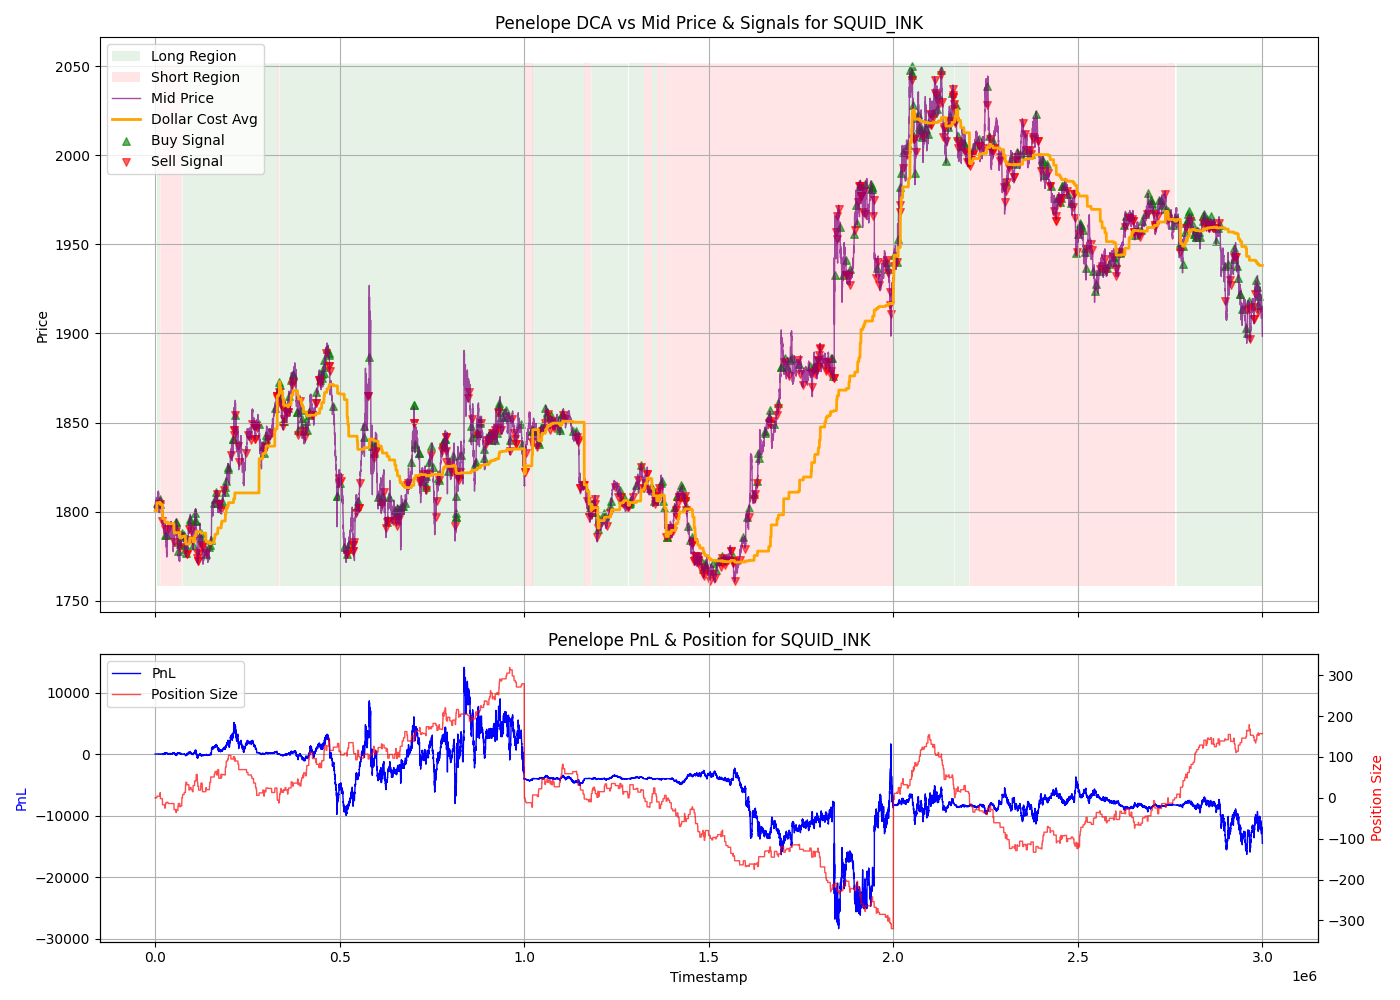 Penelope DCA vs Mid Price & Signals for SQUID_INK
Long Region
Short Region
Mid Price
Dollar Cost Avg
Buy Signal
Sell Signal
2050
2000
1950
1900
1850
1800
1750
Price
Penelope PnL & Position for SQUID_INK
PnL
Position Size
10000
0
−10000
−20000
−30000
PnL
300
200
100
0
−100
−200
−300
Position Size
0.0 0.5 1.0 1.5 2.0 2.5 3.0
1e6
Timestamp